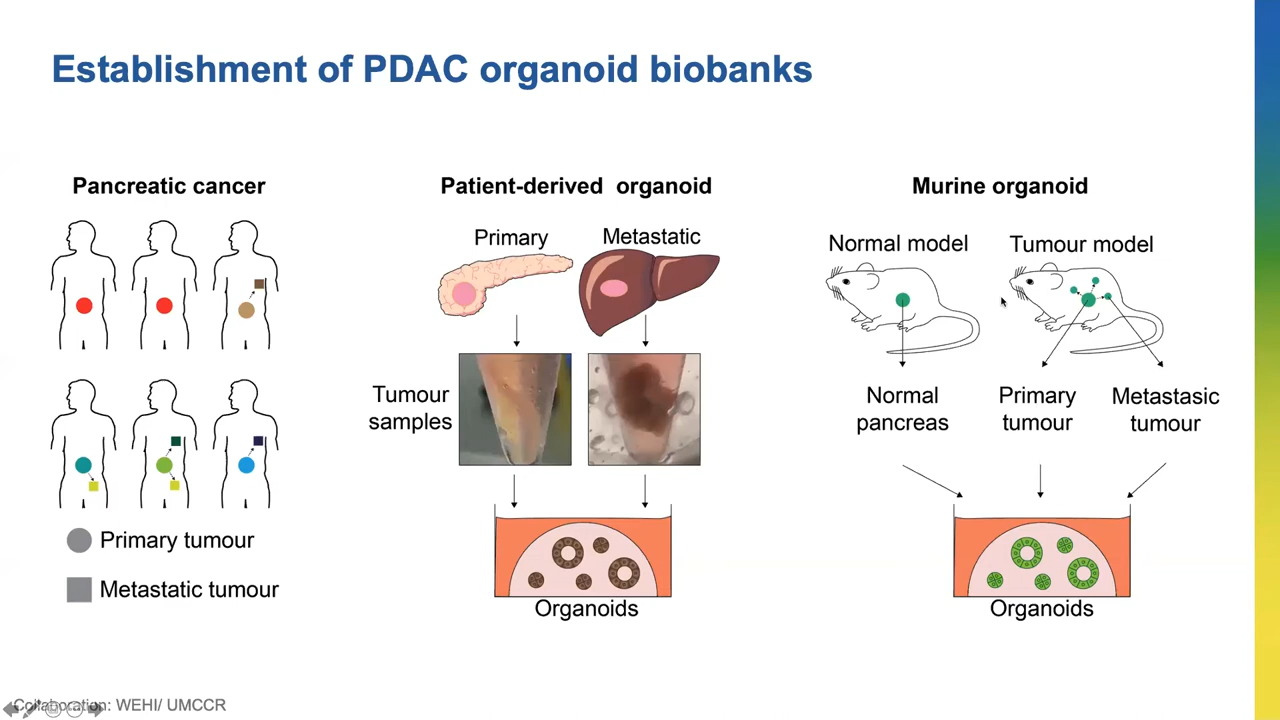 Establishment of PDAC organoid biobanks
Pancreatic cancer
Primary tumour
Metastatic tumour
Patient-derived organoid
Primary
Metastatic
Tumour
samples
Organoids
Murine organoid
Normal model
Tumour model
Normal
pancreas
Primary
tumour
Metastasic
tumour
Organoids
Collaboration: WEHI/ UMCCR